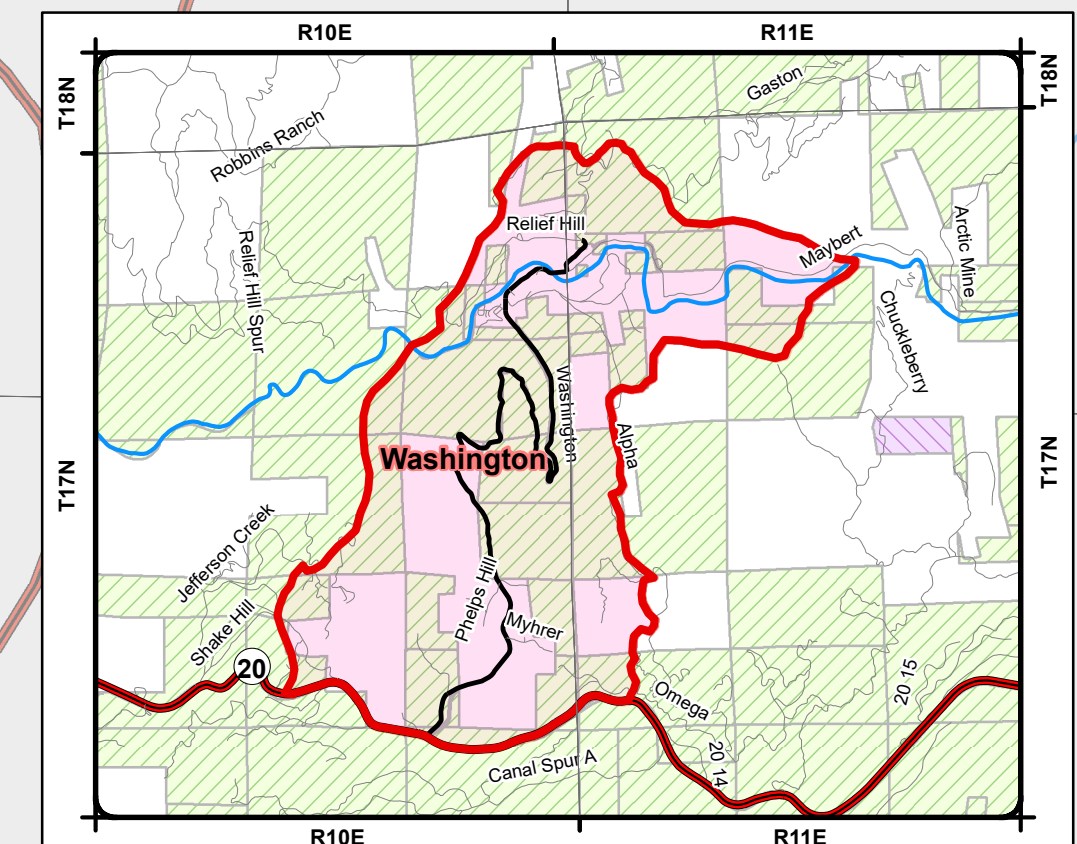 R10E
R11E
T18N
T18N
Gaston
Robbins Ranch
Relief Hill
Arctic Mine
Relief Hill Spur
Maybert
Chuckleberry
Washington
Alpha
Washington
T17N
T17N
Jefferson Creek
Phelps Hill
Shake Hill
Myhrer
20
Omega
20 15
20 14
Canal Spur A
R10E
R11E